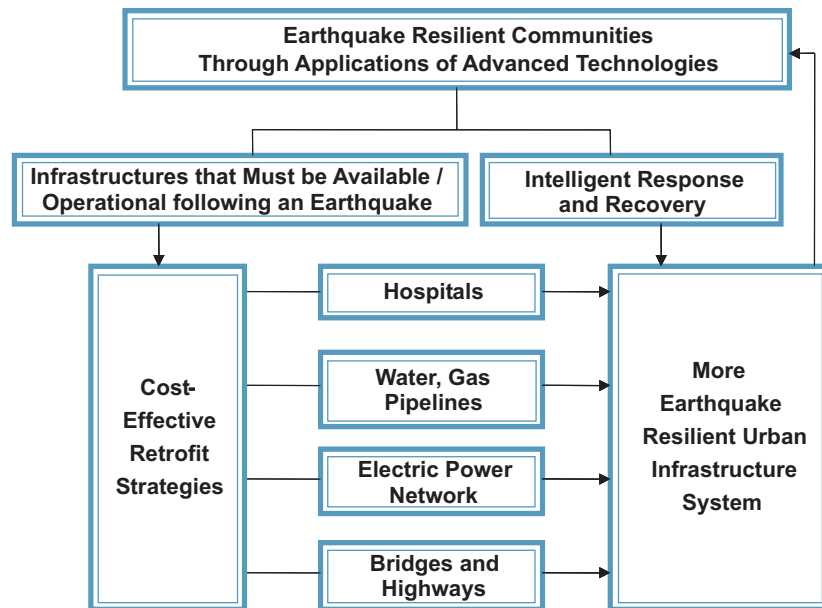 Earthquake Resilient Communities
Through Applications of Advanced Technologies
Infrastructures that Must be Available /
Operational following an Earthquake
Intelligent Response
and Recovery
Cost-
Effective
Retrofit
Strategies
Hospitals
Water, Gas
Pipelines
Electric Power
Network
Bridges and
Highways
More
Earthquake
Resilient Urban
Infrastructure
System